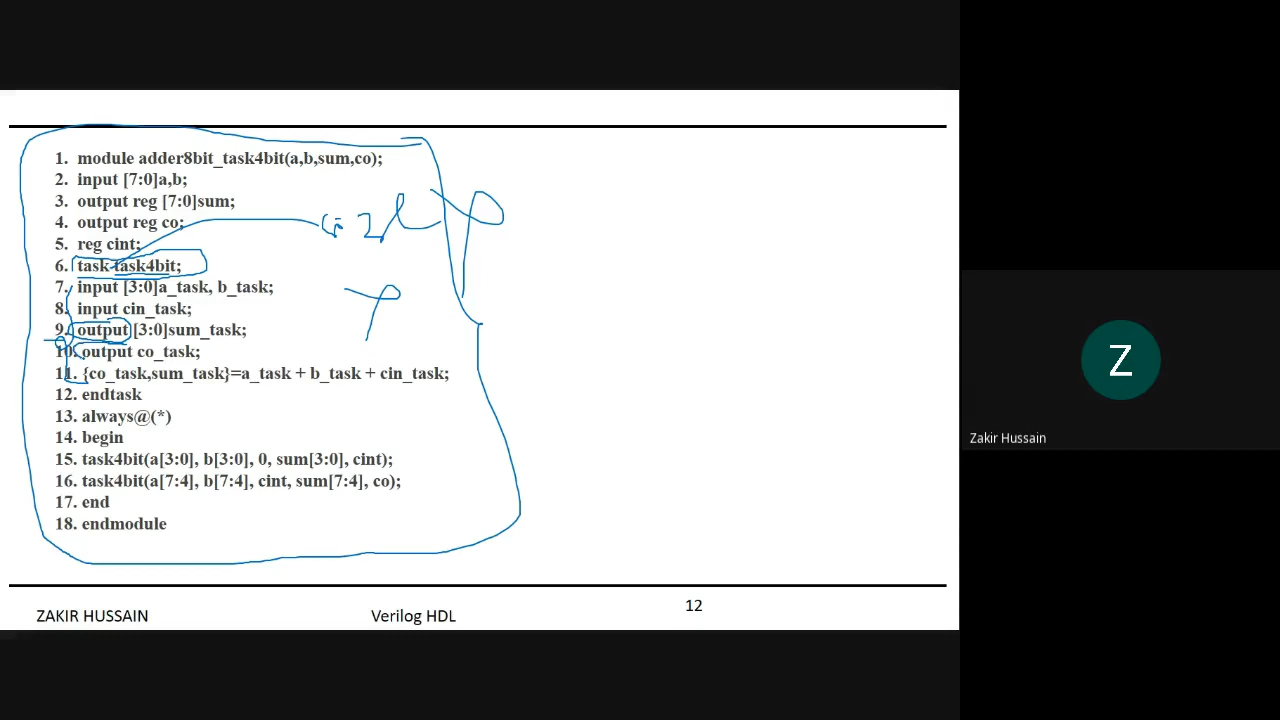 1. module adder8bit_task4bit(a,b,sum,co);
2. input [7:0]a,b;
3. output reg [7:0]sum;
4. output reg co;
5. reg cint;
6. task task4bit;
7. input [3:0]a_task, b_task;
8. input cin_task;
9. output [3:0]sum_task;
10. output co_task;
11. {co_task,sum_task}=a_task + b_task + cin_task;
12. endtask
13. always@(*)
14. begin
15. task4bit(a[3:0], b[3:0], 0, sum[3:0], cint);
16. task4bit(a[7:4], b[7:4], cint, sum[7:4], co);
17. end
18. endmodule
ZAKIR HUSSAIN Verilog HDL 12
Z
Zakir Hussain